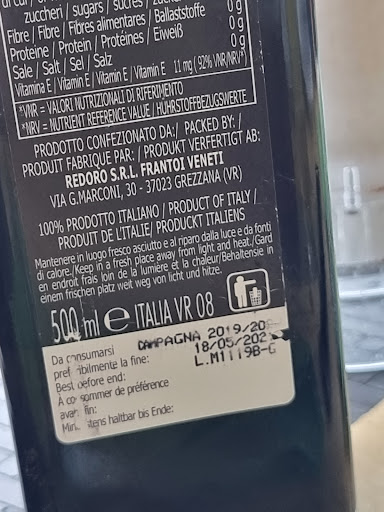 zuccheri / sugars / sucres /
Fibre / Fibre / Fibres alimentares / Ballaststoffe 0 g
Proteine / Protein / Protéines / Eiweiß 0 g
Sale / Salt / Sel / Salz 0 g
Vitamina E / Vitamin E / Vitamin E / Vitamin E 11 mg (92% VNR/NRV*)
*VNR = VALORI NUTRIZIONALI DI RIFERIMENTO
*NRV = NUTRIENT REFERENCE VALUE / HÜHRSTOFFBEZUGSWERTE
PRODOTTO CONFEZIONATO DA:/ PACKED BY: /
PRODUIT FABRIQUE PAR: / PRODUKT VERFERTIGT AB:
REDORO S.R.L. FRANTOI VENETI
VIA G.MARCONI, 30 - 37023 GREZZANA (VR)
100% PRODOTTO ITALIANO / PRODUCT OF ITALY /
PRODUIT DE L'ITALIE/ PRODUCKT ITALIENS
Mantenere in luogo fresco asciutto e al riparo dalla luce e da fonti
di calore./Keep in a fresh place away from light and heat./Gard
en endroit frais loin de la lumière et la chaleur/Behaltensie in
einem frischen platz weit weg von licht und hitze.
500 ml e ITALIA VR 08
Da consumarsi CAMPAGNA 2019/20
preferibilmente la fine: 18/05/202
Best before end: L.M1119B-G
A consommer de préférence
avant fin:
Mindestens haltbar bis Ende: